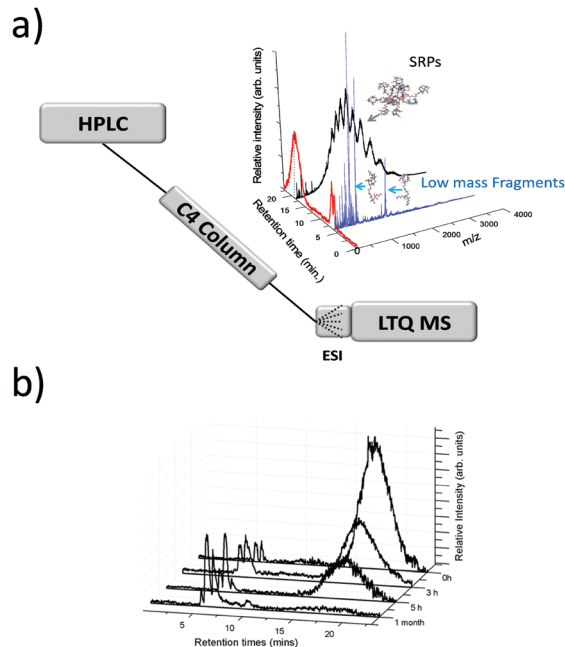 a)
HPLC
C4 Column
ESI
LTQ MS
Relative intensity (arb. units)
SRPs
Low mass Fragments
20
15
10
5
0
Retention time (min.)
0
1000
2000
3000
4000
m/z
b)
Relative Intensity (arb. units)
0h
3 h
5 h
1 month
5
10
15
20
Retention times (mins)